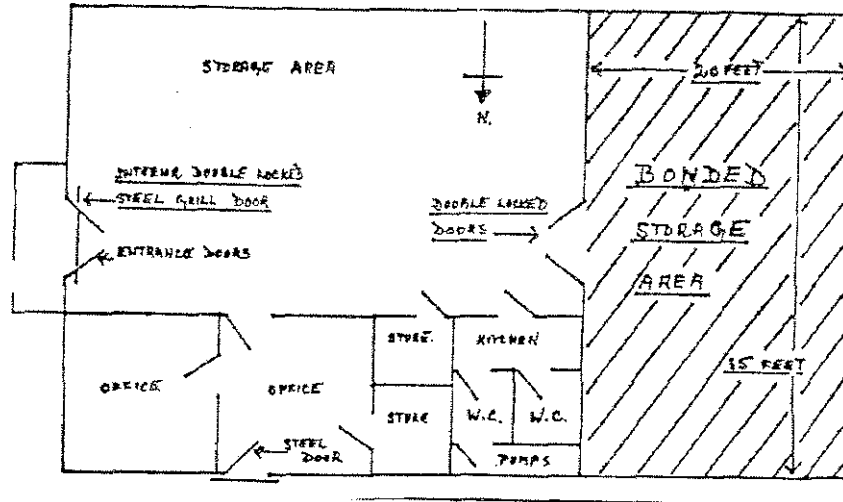 STORAGE AREA
N.
20 FEET
INTERNR DOUBLE LOCKED
STEEL GRILL DOOR
DOUBLE LOCKED
DOORS
BONDED
STORAGE
AREA
ENTRANCE DOORS
STORE.
KITCHEN
35 FEET
OFFICE
OFFICE
STORE
W.C.
W.C.
STEEL
DOOR
PUMPS